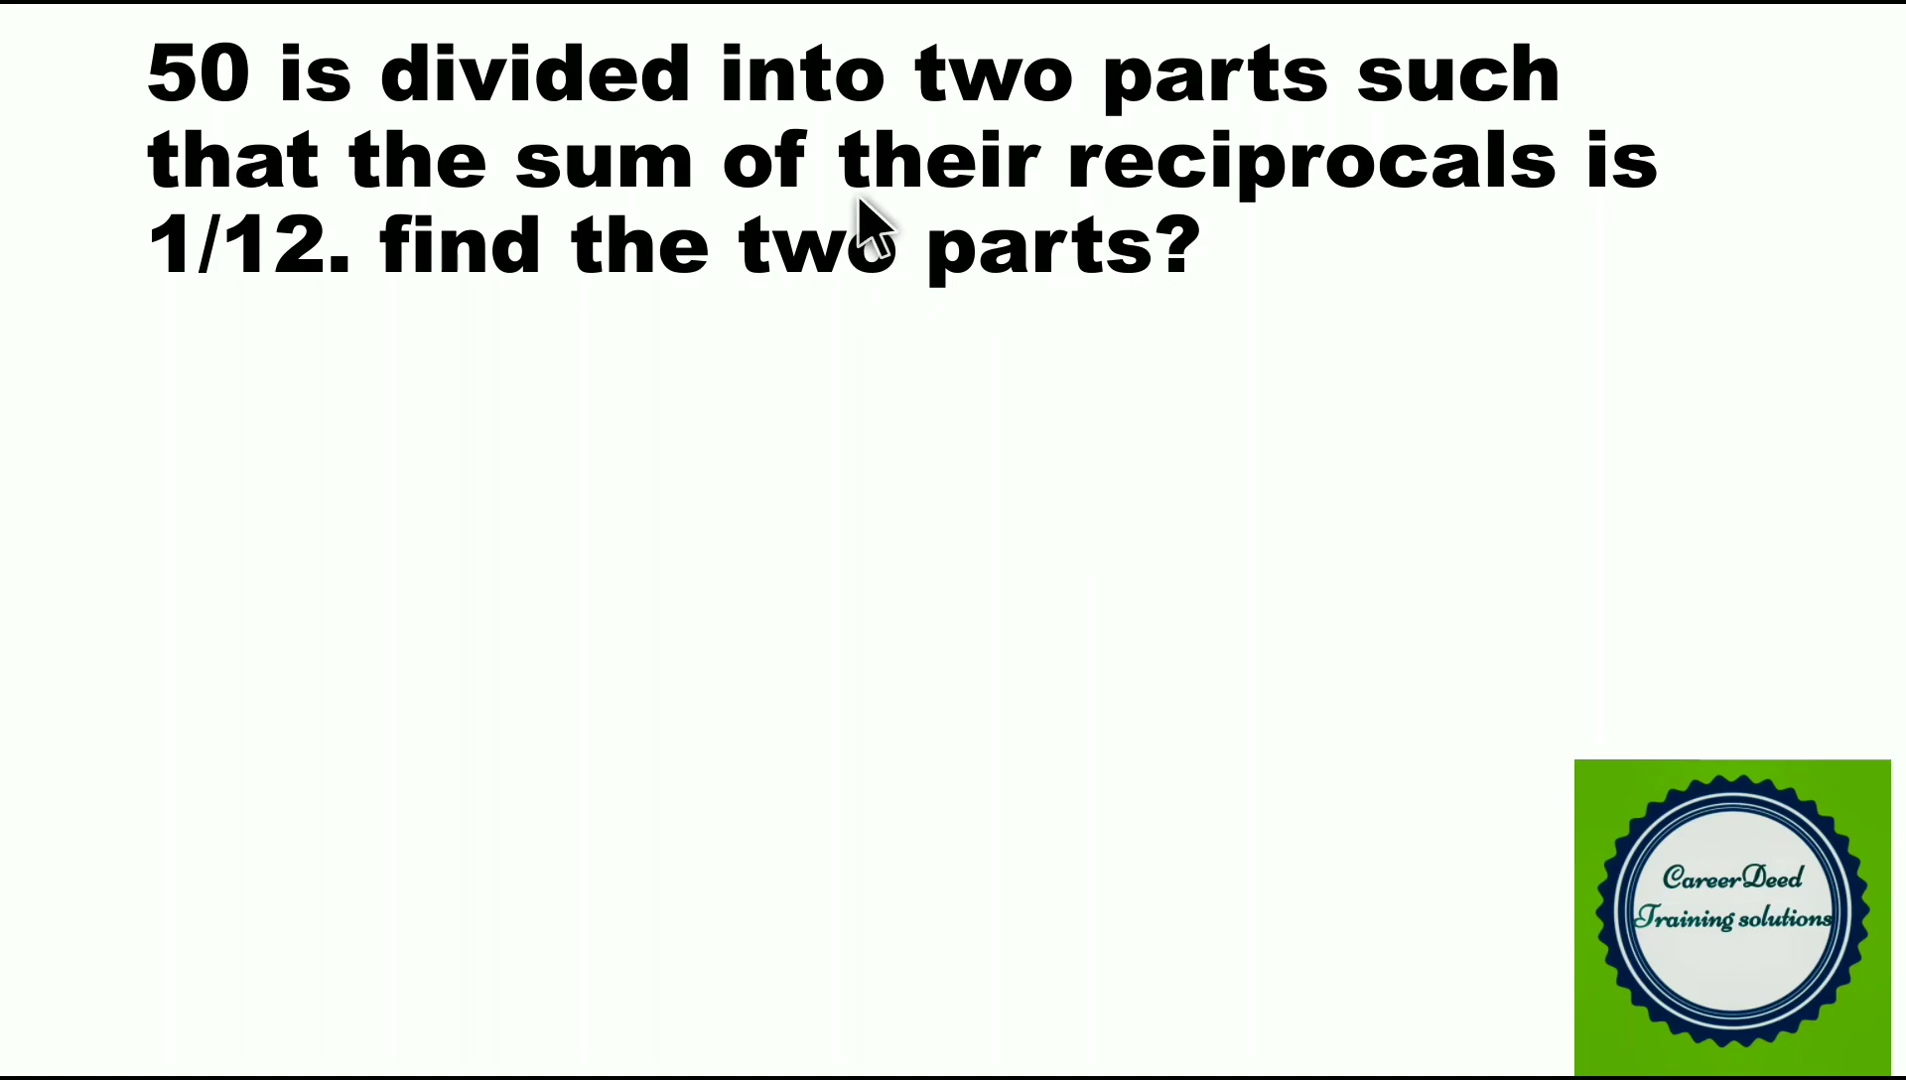 50 is divided into two parts such
that the sum of their reciprocals is
1/12. find the two parts?
CareerDeed
Training solutions